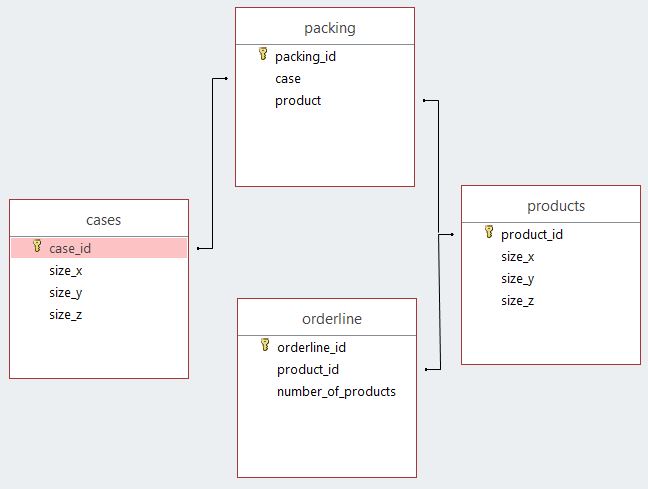 packing
packing_id
case
product
cases
case_id
size_x
size_y
size_z
products
product_id
size_x
size_y
size_z
orderline
orderline_id
product_id
number_of_products